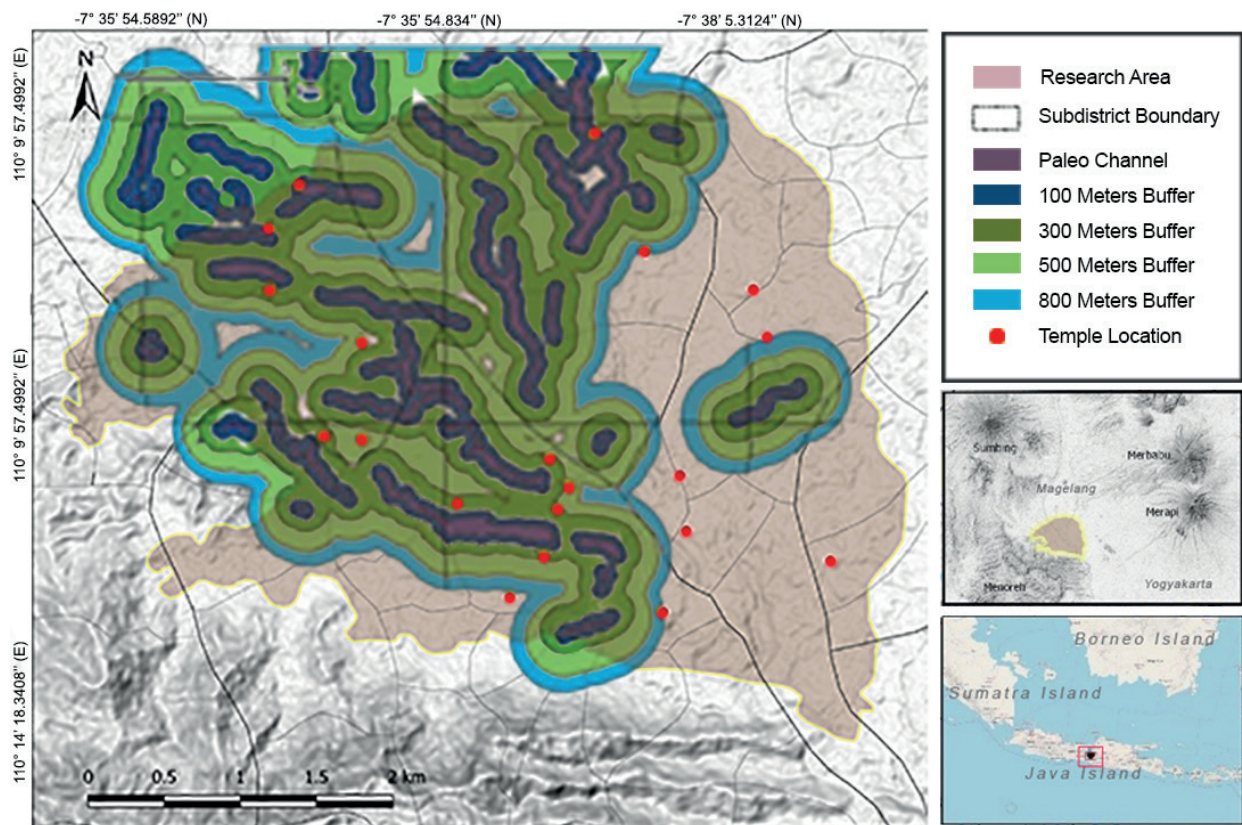 -7° 35' 54.5892" (N) -7° 35' 54.834" (N) -7° 38' 5.3124" (N)
110° 9' 57.4992" (E)
110° 9' 57.4992" (E)
110° 14' 18.3408" (E)
N
0 0.5 1 1.5 2 km
Research Area
Subdistrict Boundary
Paleo Channel
100 Meters Buffer
300 Meters Buffer
500 Meters Buffer
800 Meters Buffer
Temple Location
Sumbing
Merbabu
Magelang
Merapi
Menoreh
Yogyakarta
Borneo Island
Sumatra Island
Java Island